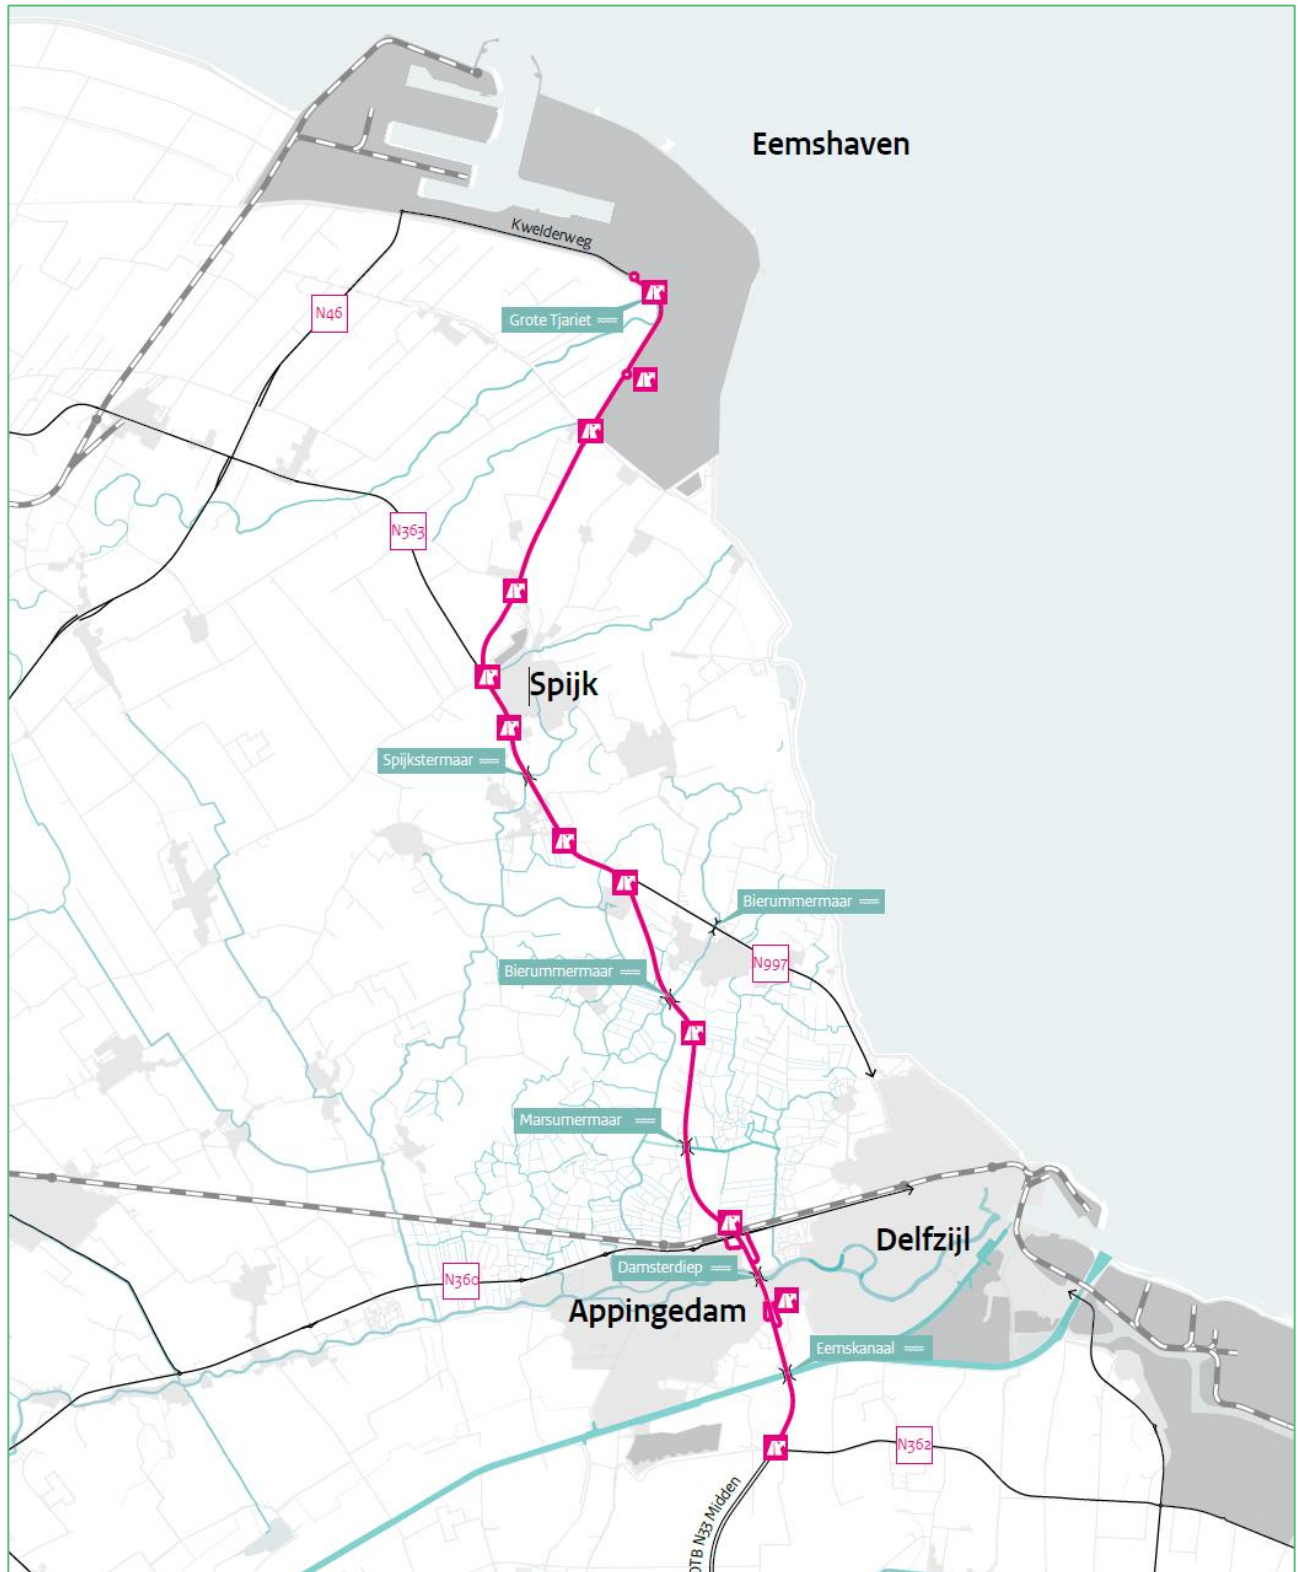 Eemshaven
Kwelderweg
N46
Grote Tjariet
N363
Spijk
Spijkstermaar
Bierummermaar
N997
Bierummermaar
Marsumermaar
Delfzijl
Damsterdiep
N360
Appingedam
Eemskanaal
N362
OTB N33 Midden